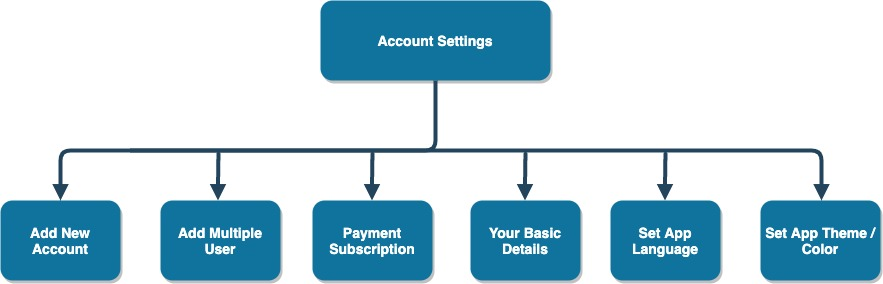 Account Settings
Add New
Account
Add Multiple
User
Payment
Subscription
Your Basic
Details
Set App
Language
Set App Theme /
Color